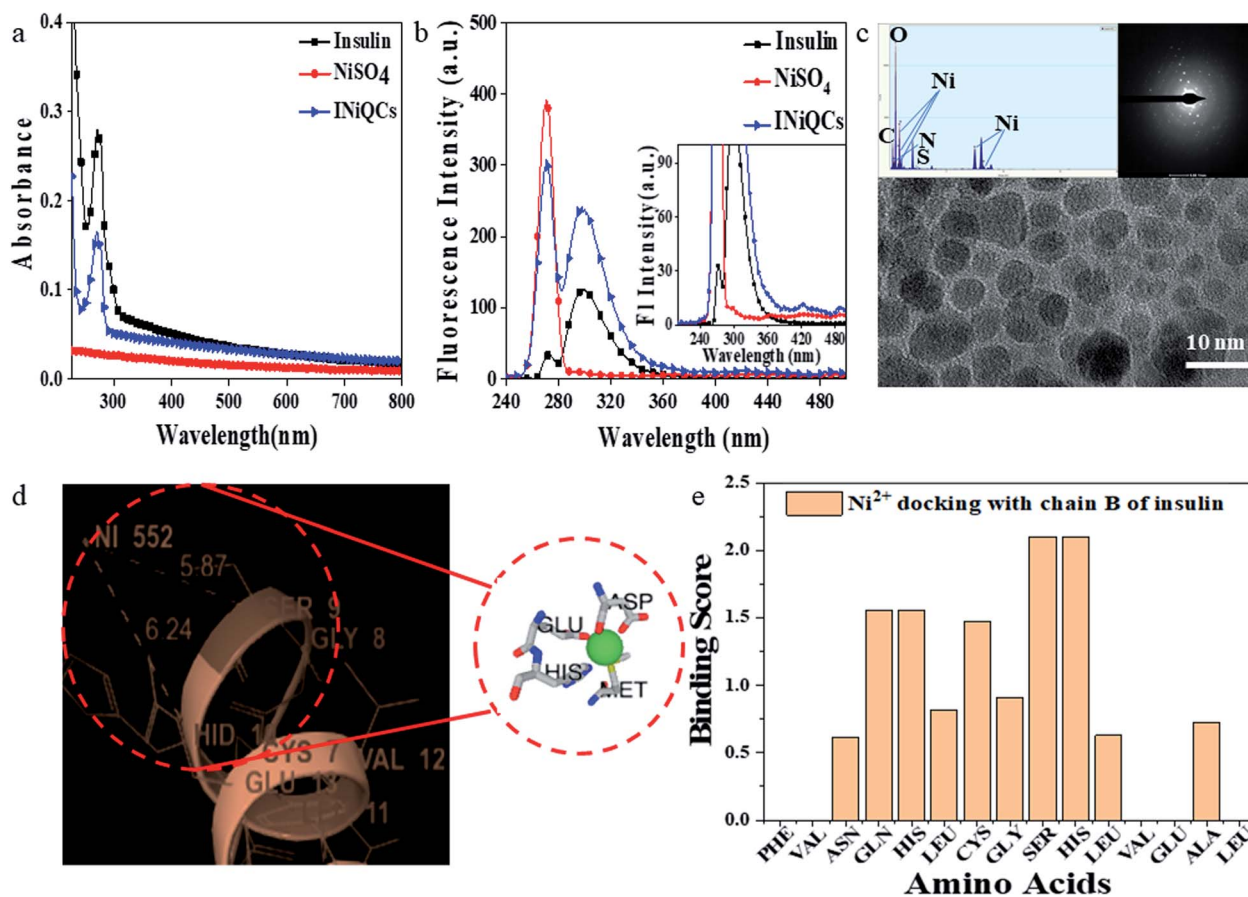 a
Absorbance
0.4
0.3
0.2
0.1
0.0
Insulin
NiSO4
INiQCs
300 400 500 600 700 800
Wavelength(nm)
b
Fluorescence Intensity (a.u.)
500
400
300
200
100
0
Insulin
NiSO4
INiQCs
FI Intensity(a.u.)
90
60
30
0
240 300 360 420 480
Wavelength (nm)
240 280 320 360 400 440 480
Wavelength (nm)
c
O
Ni
C
N
S
Ni
10 nm
d
NI 552
5.87
SER 9
6.24
GLY 8
HID
CYS 7
VAL 12
GLU 13
11
ASP
GLU
HIS
MET
e
Binding Score
2.5
2.0
1.5
1.0
0.5
0.0
Ni2+ docking with chain B of insulin
PHE VAL ASN GLN HIS LEU CYS GLY SER HIS LEU VAL GLU ALA LEU
Amino Acids